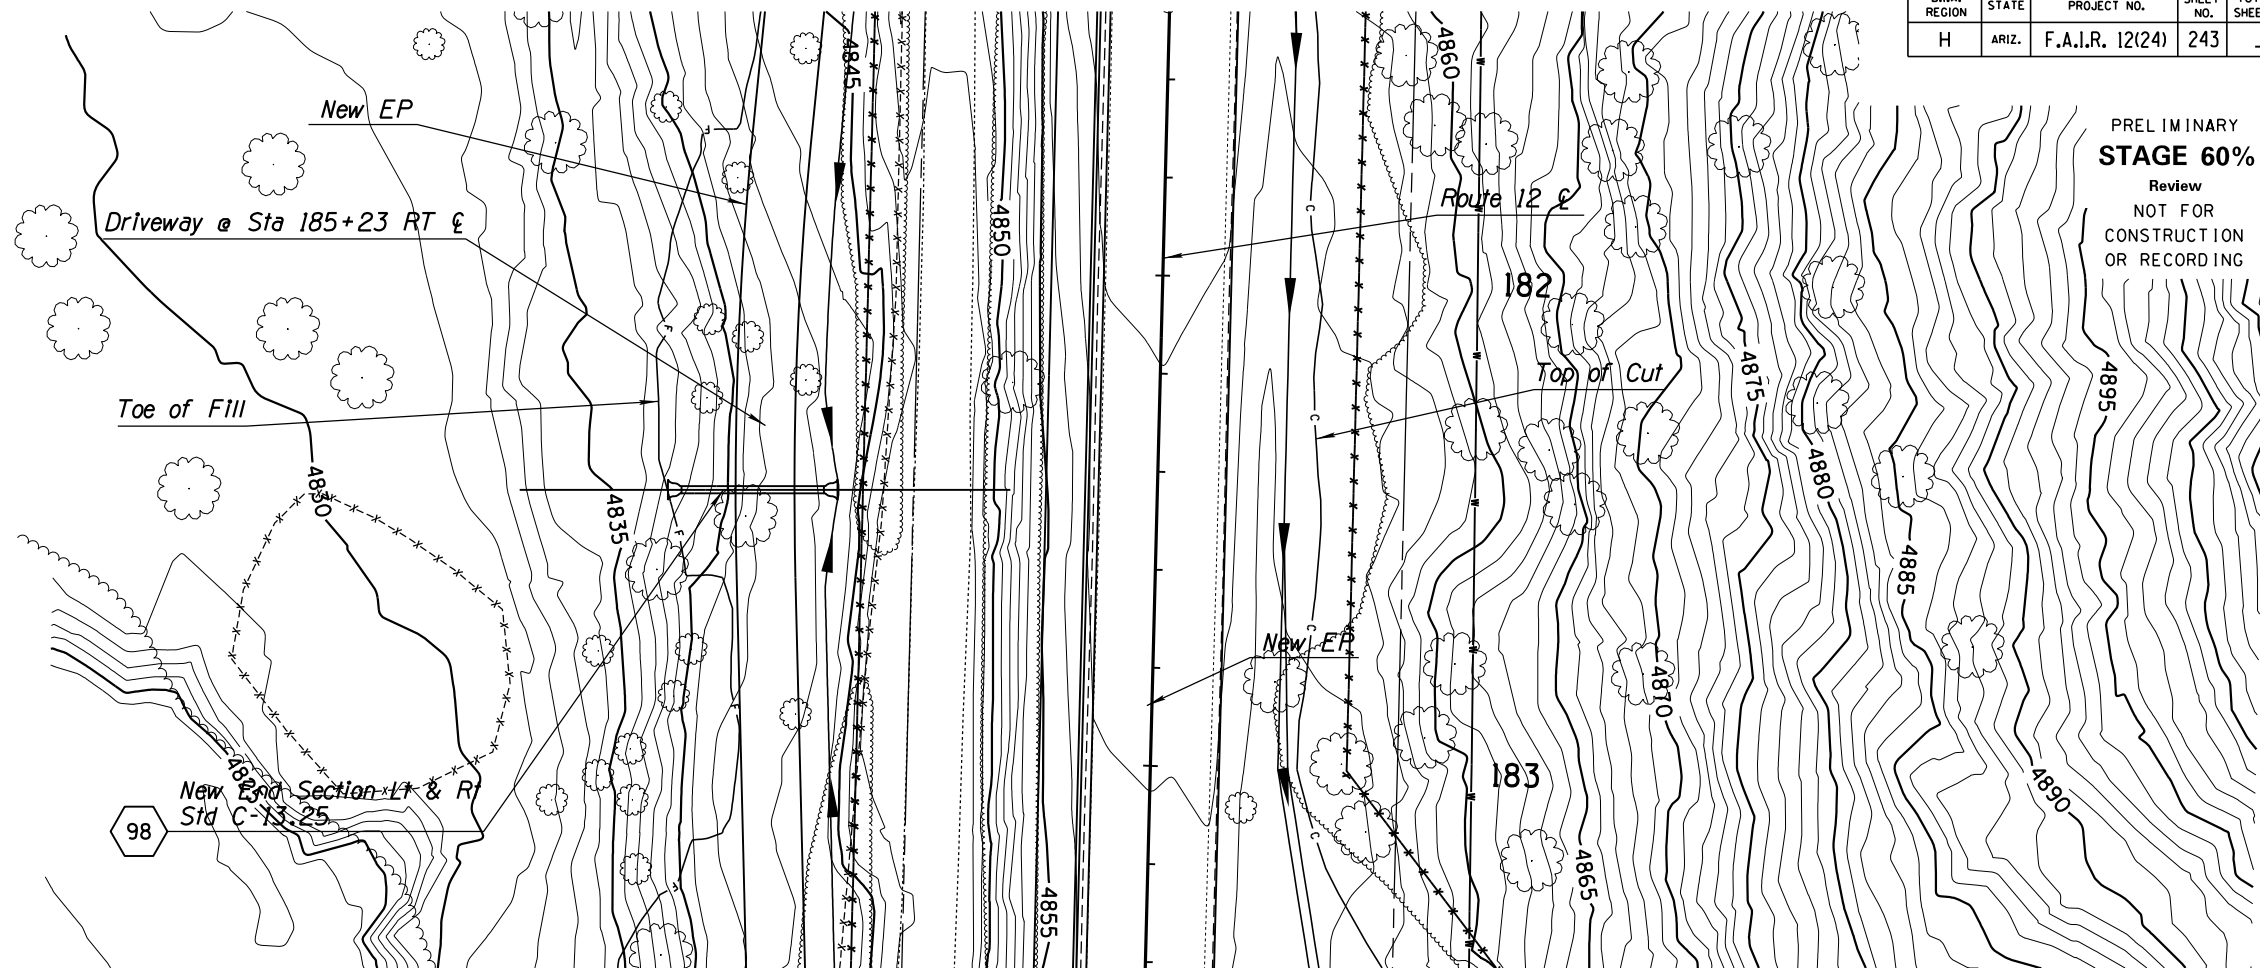 REGION STATE PROJECT NO. SHEET NO.
H ARIZ. F.A.I.R. 12(24) 243
PRELIMINARY
STAGE 60%
Review
NOT FOR
CONSTRUCTION
OR RECORDING
New EP
Driveway @ Sta 185+23 RT ℄
Toe of Fill
Route 12 ℄
Top of Cut
New EP
New End Section Lt & Rt
Std C-13.25
98
182
183
4845
4850
4860
4875
4895
4880
4830
4835
4885
4870
4890
4865
4855
F
F
F
F
F
C
C
C
C
W
W
W
W
W
W
W